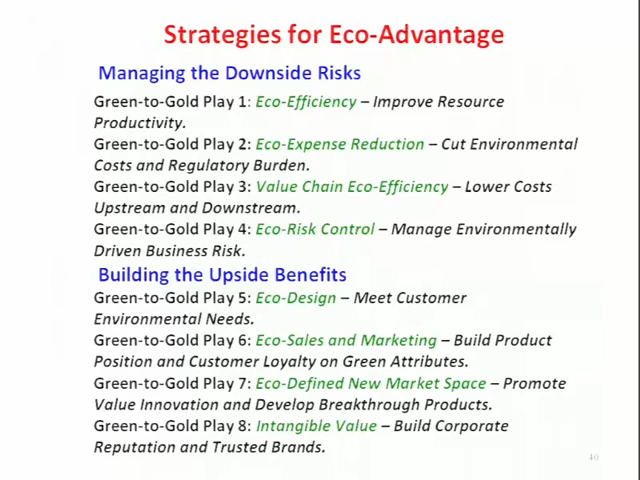 Strategies for Eco-Advantage
Managing the Downside Risks
Green-to-Gold Play 1: Eco-Efficiency – Improve Resource
Productivity.
Green-to-Gold Play 2: Eco-Expense Reduction – Cut Environmental
Costs and Regulatory Burden.
Green-to-Gold Play 3: Value Chain Eco-Efficiency – Lower Costs
Upstream and Downstream.
Green-to-Gold Play 4: Eco-Risk Control – Manage Environmentally
Driven Business Risk.
Building the Upside Benefits
Green-to-Gold Play 5: Eco-Design – Meet Customer
Environmental Needs.
Green-to-Gold Play 6: Eco-Sales and Marketing – Build Product
Position and Customer Loyalty on Green Attributes.
Green-to-Gold Play 7: Eco-Defined New Market Space – Promote
Value Innovation and Develop Breakthrough Products.
Green-to-Gold Play 8: Intangible Value – Build Corporate
Reputation and Trusted Brands.
40